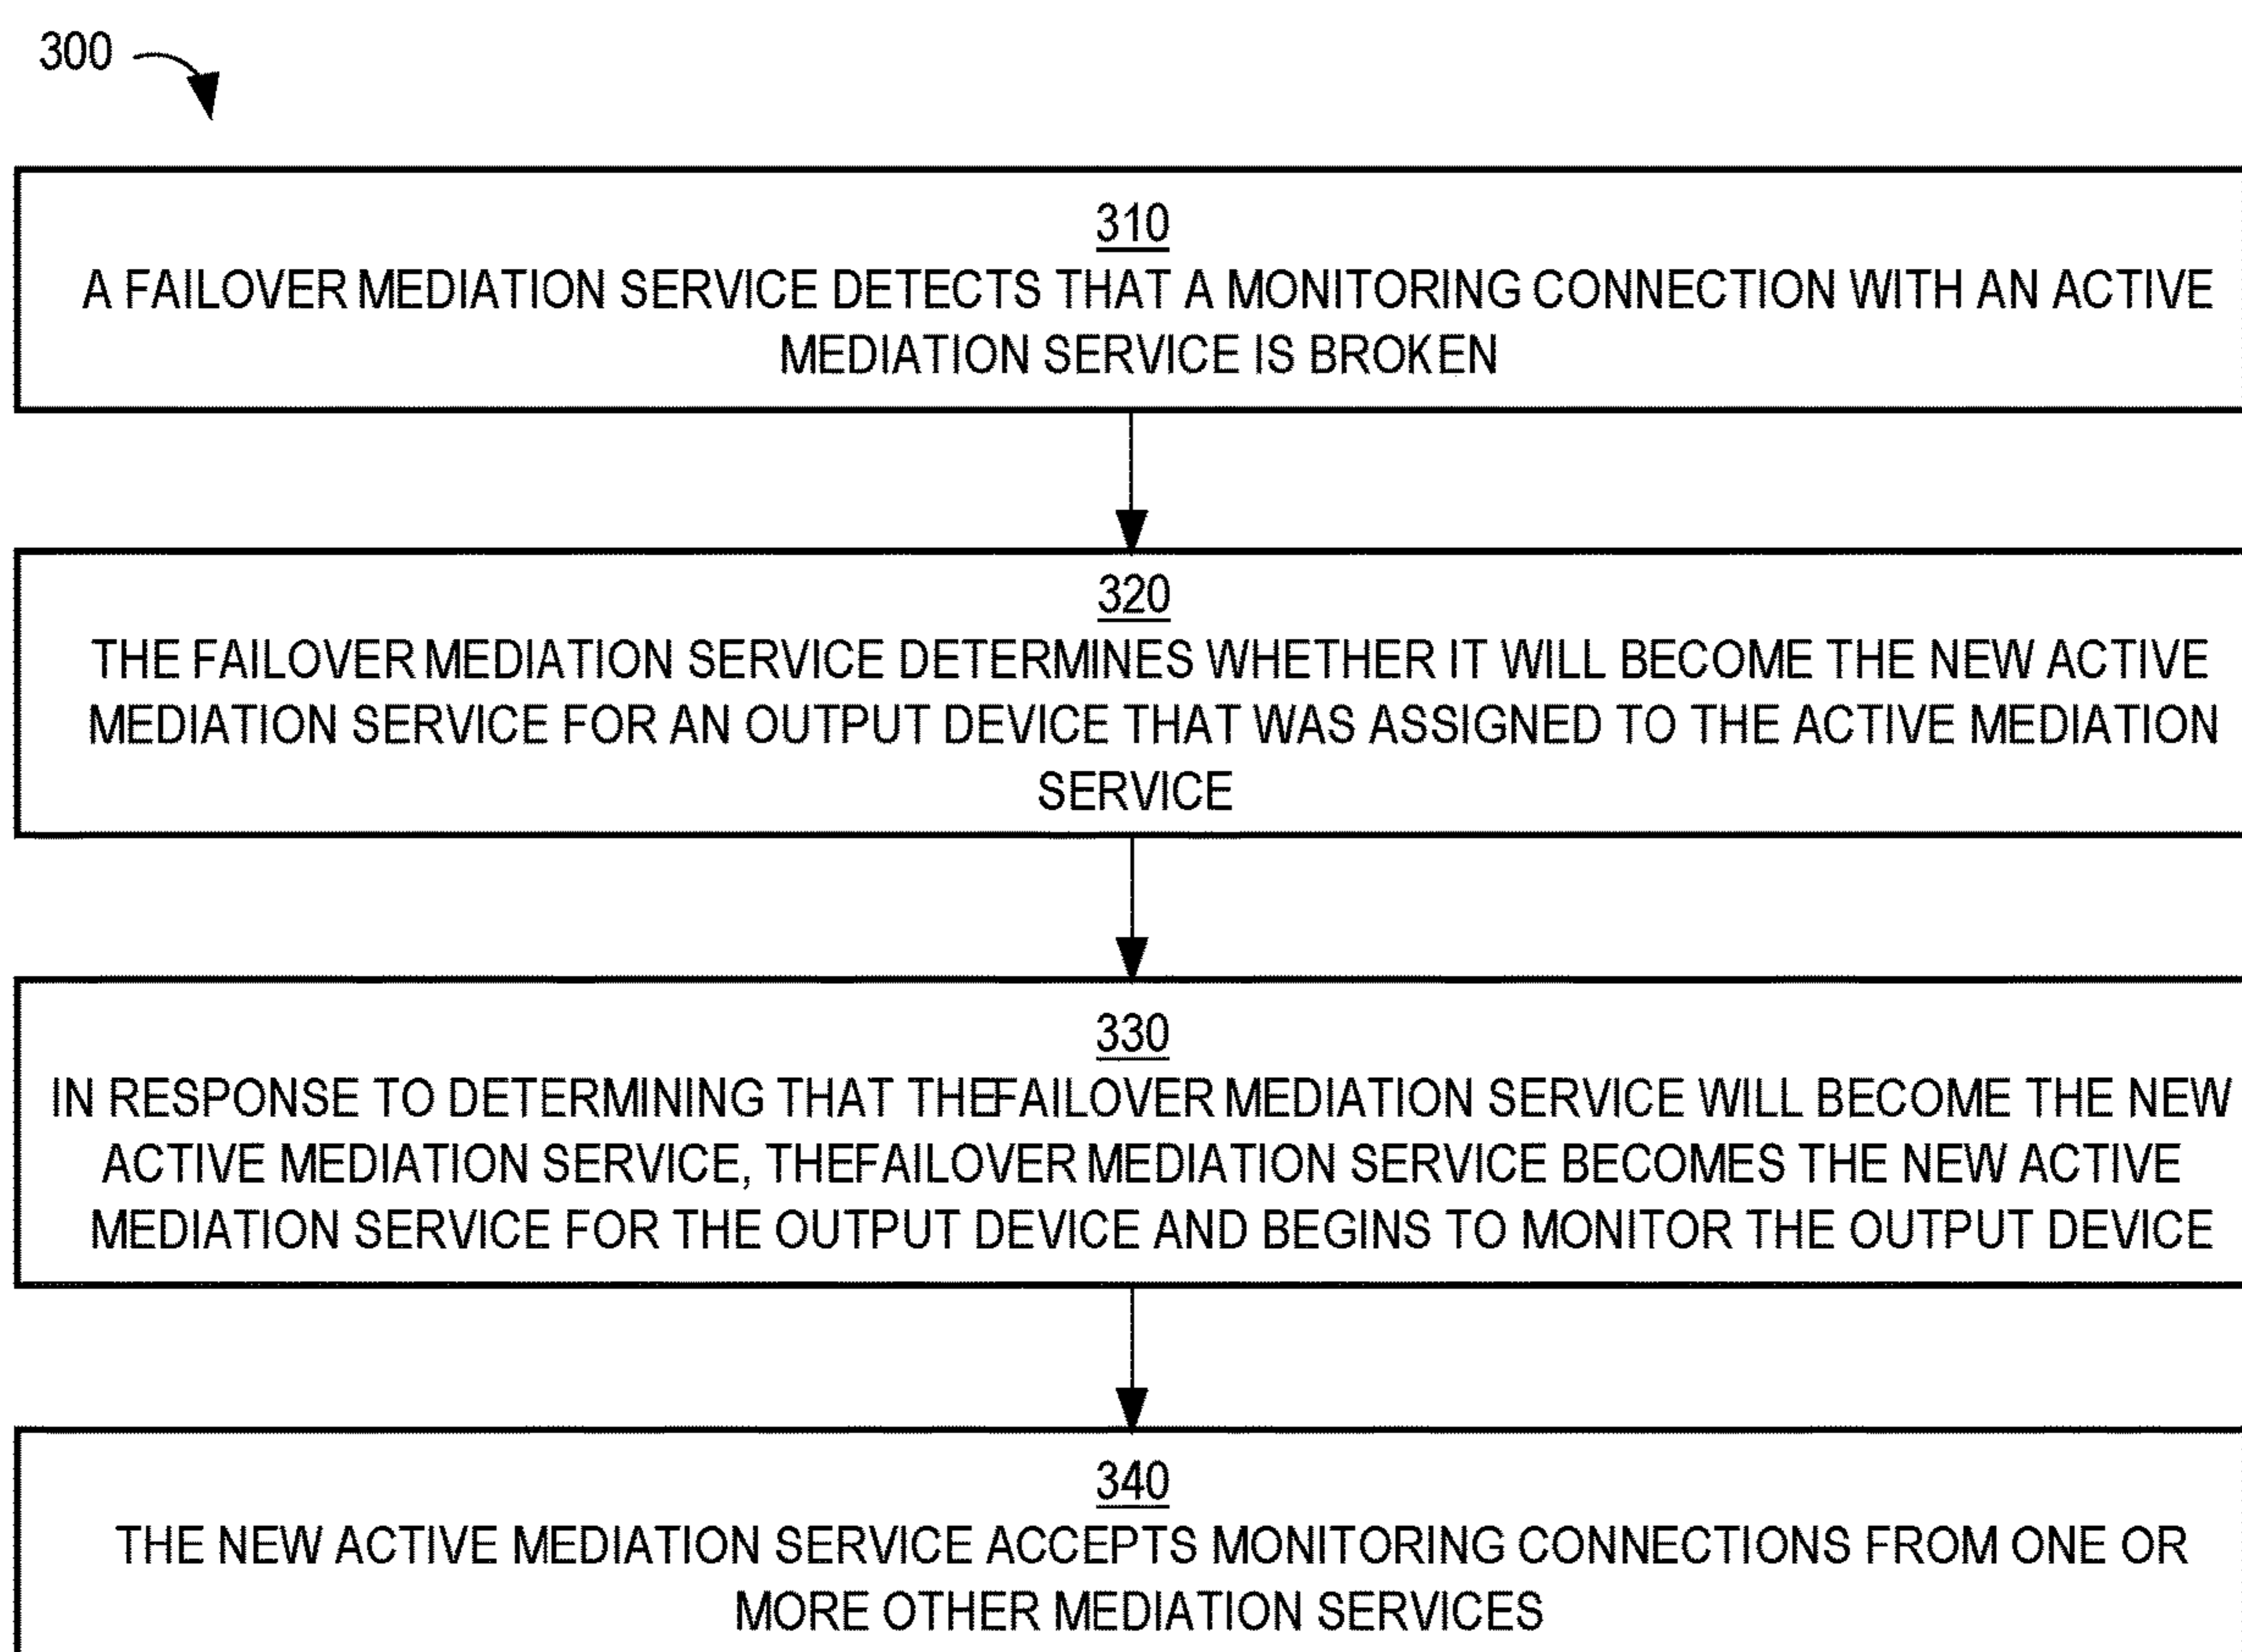 300
310
A FAILOVER MEDIATION SERVICE DETECTS THAT A MONITORING CONNECTION WITH AN ACTIVE
MEDIATION SERVICE IS BROKEN
320
THE FAILOVER MEDIATION SERVICE DETERMINES WHETHER IT WILL BECOME THE NEW ACTIVE
MEDIATION SERVICE FOR AN OUTPUT DEVICE THAT WAS ASSIGNED TO THE ACTIVE MEDIATION
SERVICE
330
IN RESPONSE TO DETERMINING THAT THEFAILOVER MEDIATION SERVICE WILL BECOME THE NEW
ACTIVE MEDIATION SERVICE, THEFAILOVER MEDIATION SERVICE BECOMES THE NEW ACTIVE
MEDIATION SERVICE FOR THE OUTPUT DEVICE AND BEGINS TO MONITOR THE OUTPUT DEVICE
340
THE NEW ACTIVE MEDIATION SERVICE ACCEPTS MONITORING CONNECTIONS FROM ONE OR
MORE OTHER MEDIATION SERVICES